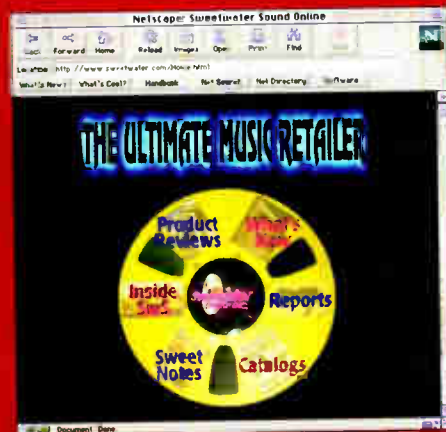 Netscape: Sweetwater Sound Online
Back Forward Home Reload Images Open Print Find
http://www.sweetwater.com/Home.html
What's New? What's Cool? Handbook Net Search Net Directory Software
THE ULTIMATE MUSIC RETAILER
Product Reviews
What's New
Inside SWS
Reports
Sweet Notes
Catalogs
Document Done